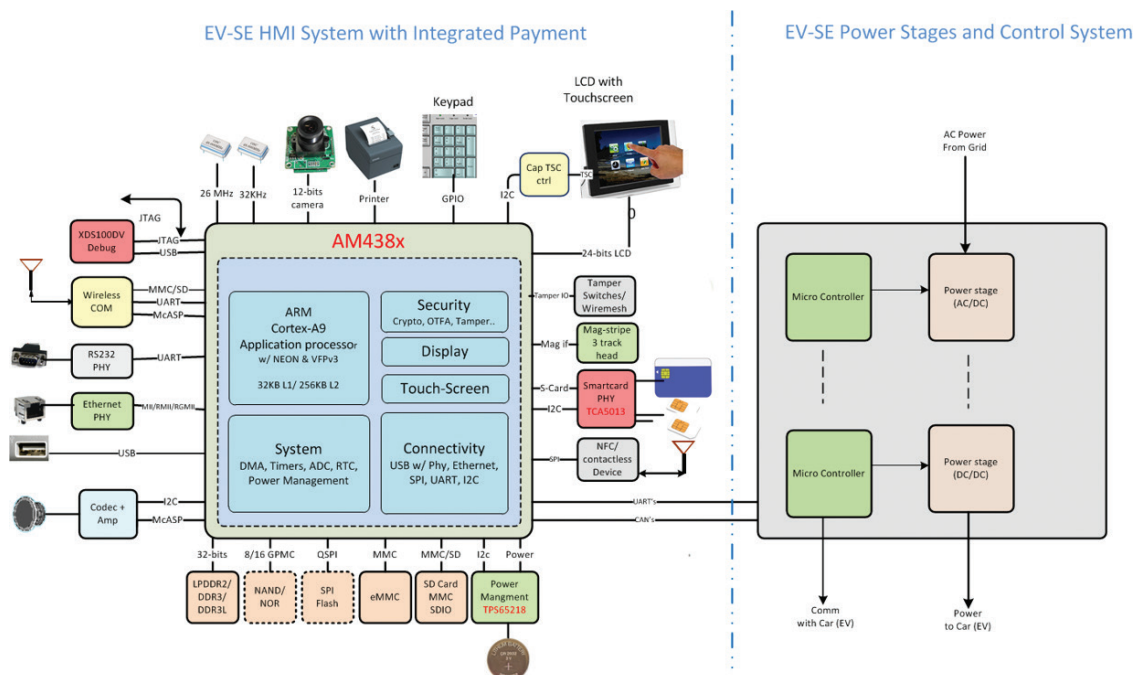 EV-SE HMI System with Integrated Payment
EV-SE Power Stages and Control System
LCD with
Touchscreen
Keypad
AC Power
From Grid
Cap TSC
ctrl
TSC
26 MHz
32KHz
12-bits
camera
Printer
GPIO
I2C
JTAG
XDS100DV
Debug
JTAG
USB
AM438x
24-bits LCD
Wireless
COM
MMC/SD
UART
McASP
ARM
Cortex-A9
Application processor
w/ NEON & VFPv3
32KB L1/ 256KB L2
Security
Crypto, OTFA, Tamper..
Display
Touch-Screen
System
DMA, Timers, ADC, RTC,
Power Management
Connectivity
USB w/ Phy, Ethernet,
SPI, UART, I2C
Tamper IO
Tamper
Switches/
Wiremesh
Mag if
Mag-stripe
3 track
head
S-Card
I2C
Smartcard
PHY
TCA5013
SPI
NFC/
contactless
Device
RS232
PHY
UART
Ethernet
PHY
MII/RMII/RGMII
USB
Codec +
Amp
I2C
McASP
UART's
CAN's
Micro Controller
Power stage
(AC/DC)
Micro Controller
Power stage
(DC/DC)
Comm
with Car (EV)
Power
to Car (EV)
32-bits
8/16 GPMC
QSPI
MMC
MMC/SD
I2c
Power
LPDDR2/
DDR3/
DDR3L
NAND/
NOR
SPI
Flash
eMMC
SD Card
MMC
SDIO
Power
Mangment
TPS65218